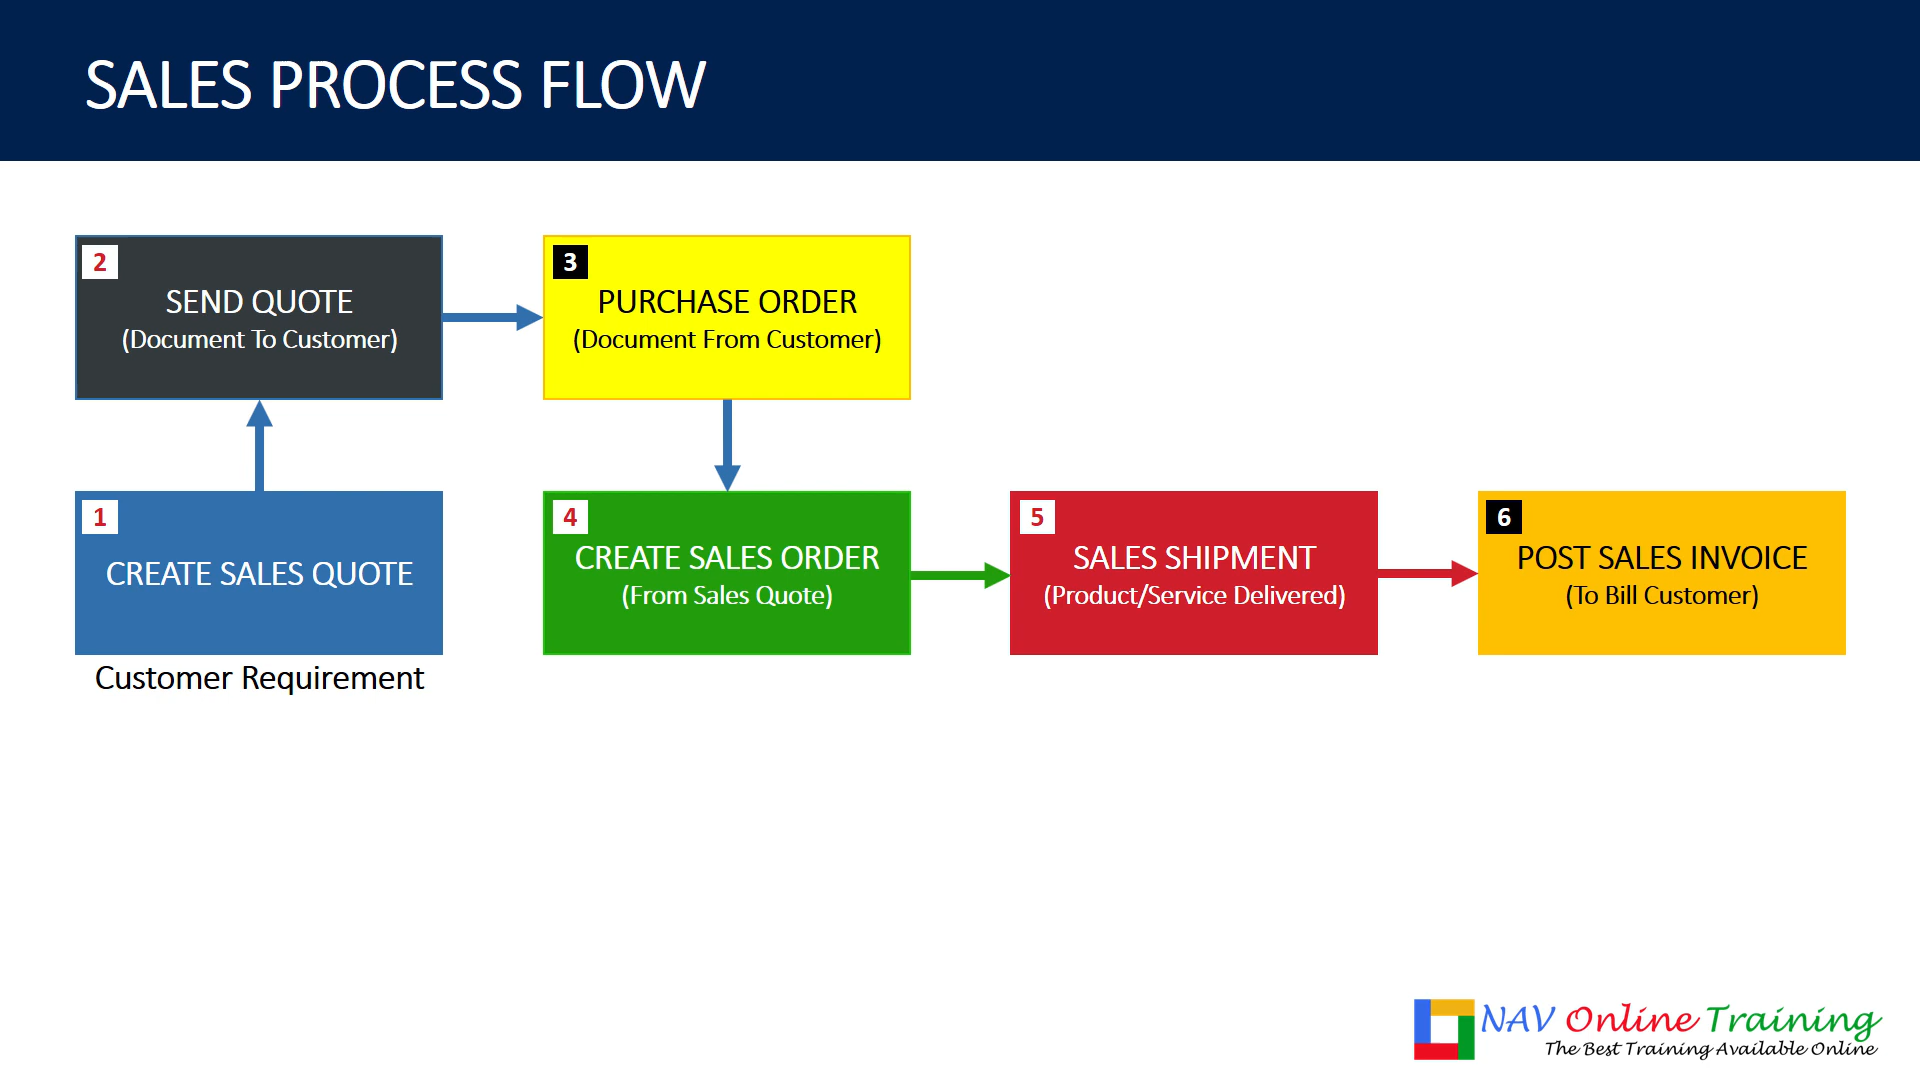 SALES PROCESS FLOW
2
SEND QUOTE
(Document To Customer)
3
PURCHASE ORDER
(Document From Customer)
1
CREATE SALES QUOTE
Customer Requirement
4
CREATE SALES ORDER
(From Sales Quote)
5
SALES SHIPMENT
(Product/Service Delivered)
6
POST SALES INVOICE
(To Bill Customer)
NAV Online Training
The Best Training Available Online